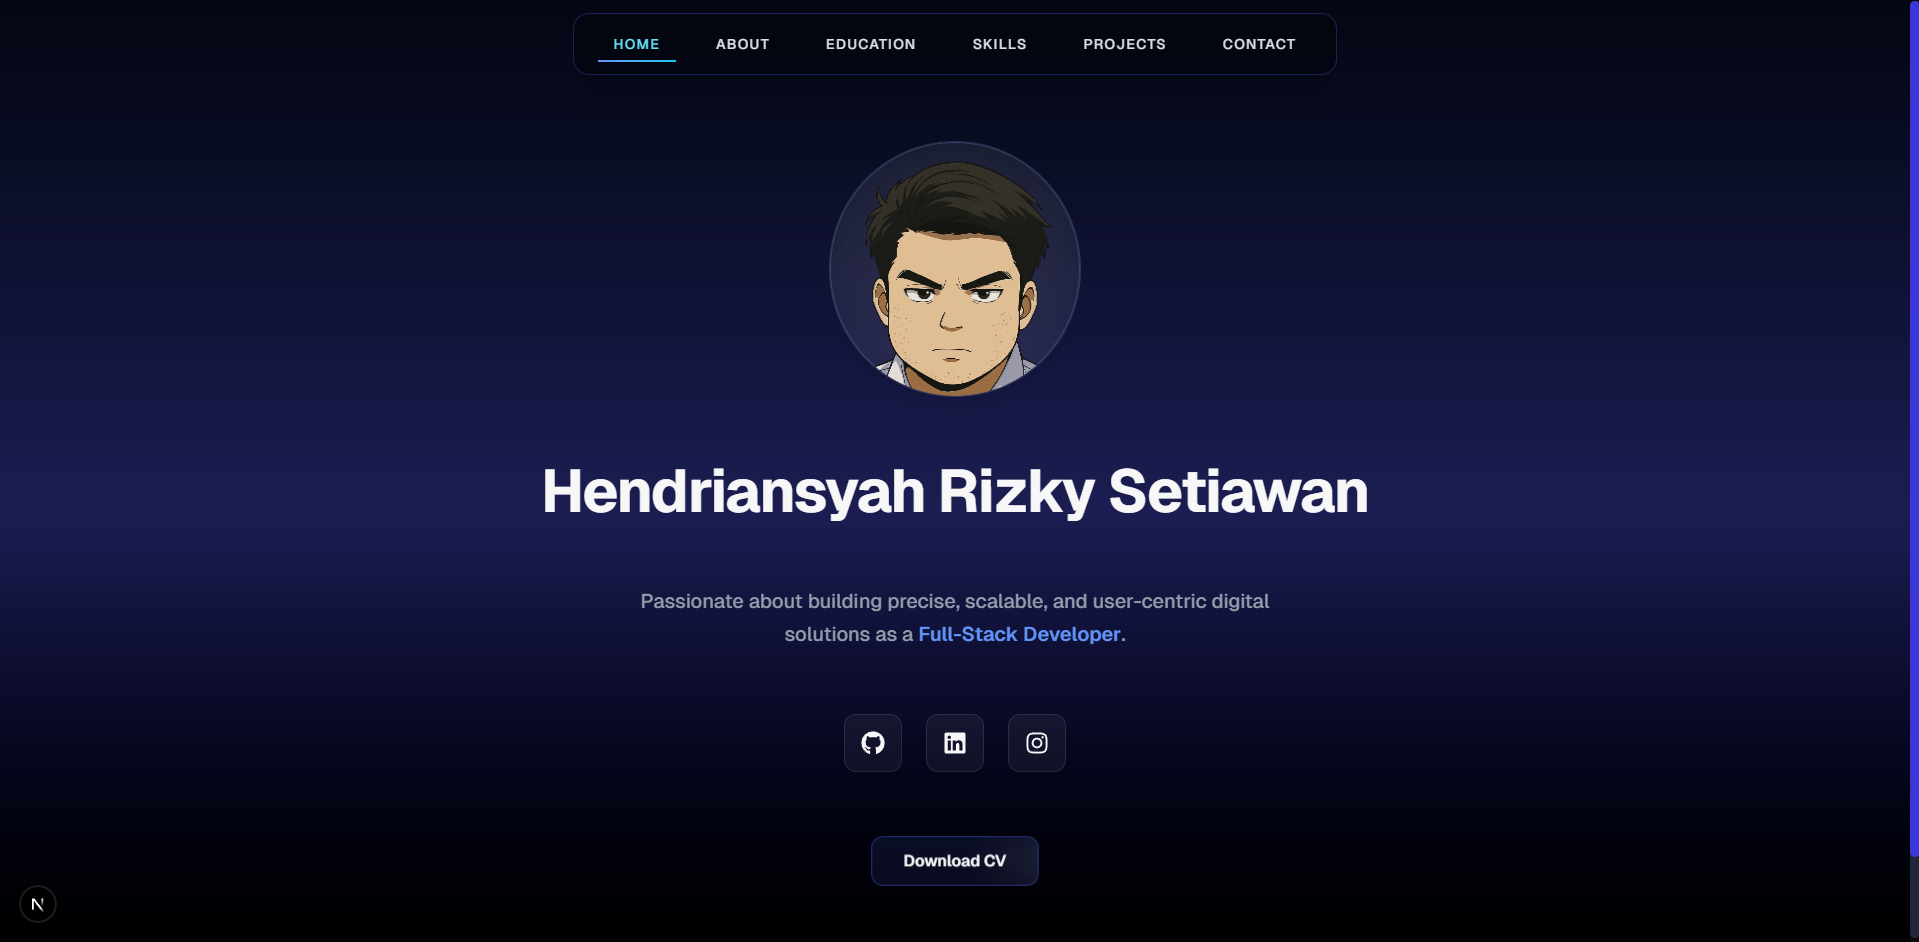 HOME ABOUT EDUCATION SKILLS PROJECTS CONTACT
Hendriansyah Rizky Setiawan
Passionate about building precise, scalable, and user-centric digital
solutions as a Full-Stack Developer.
in
Download CV
N